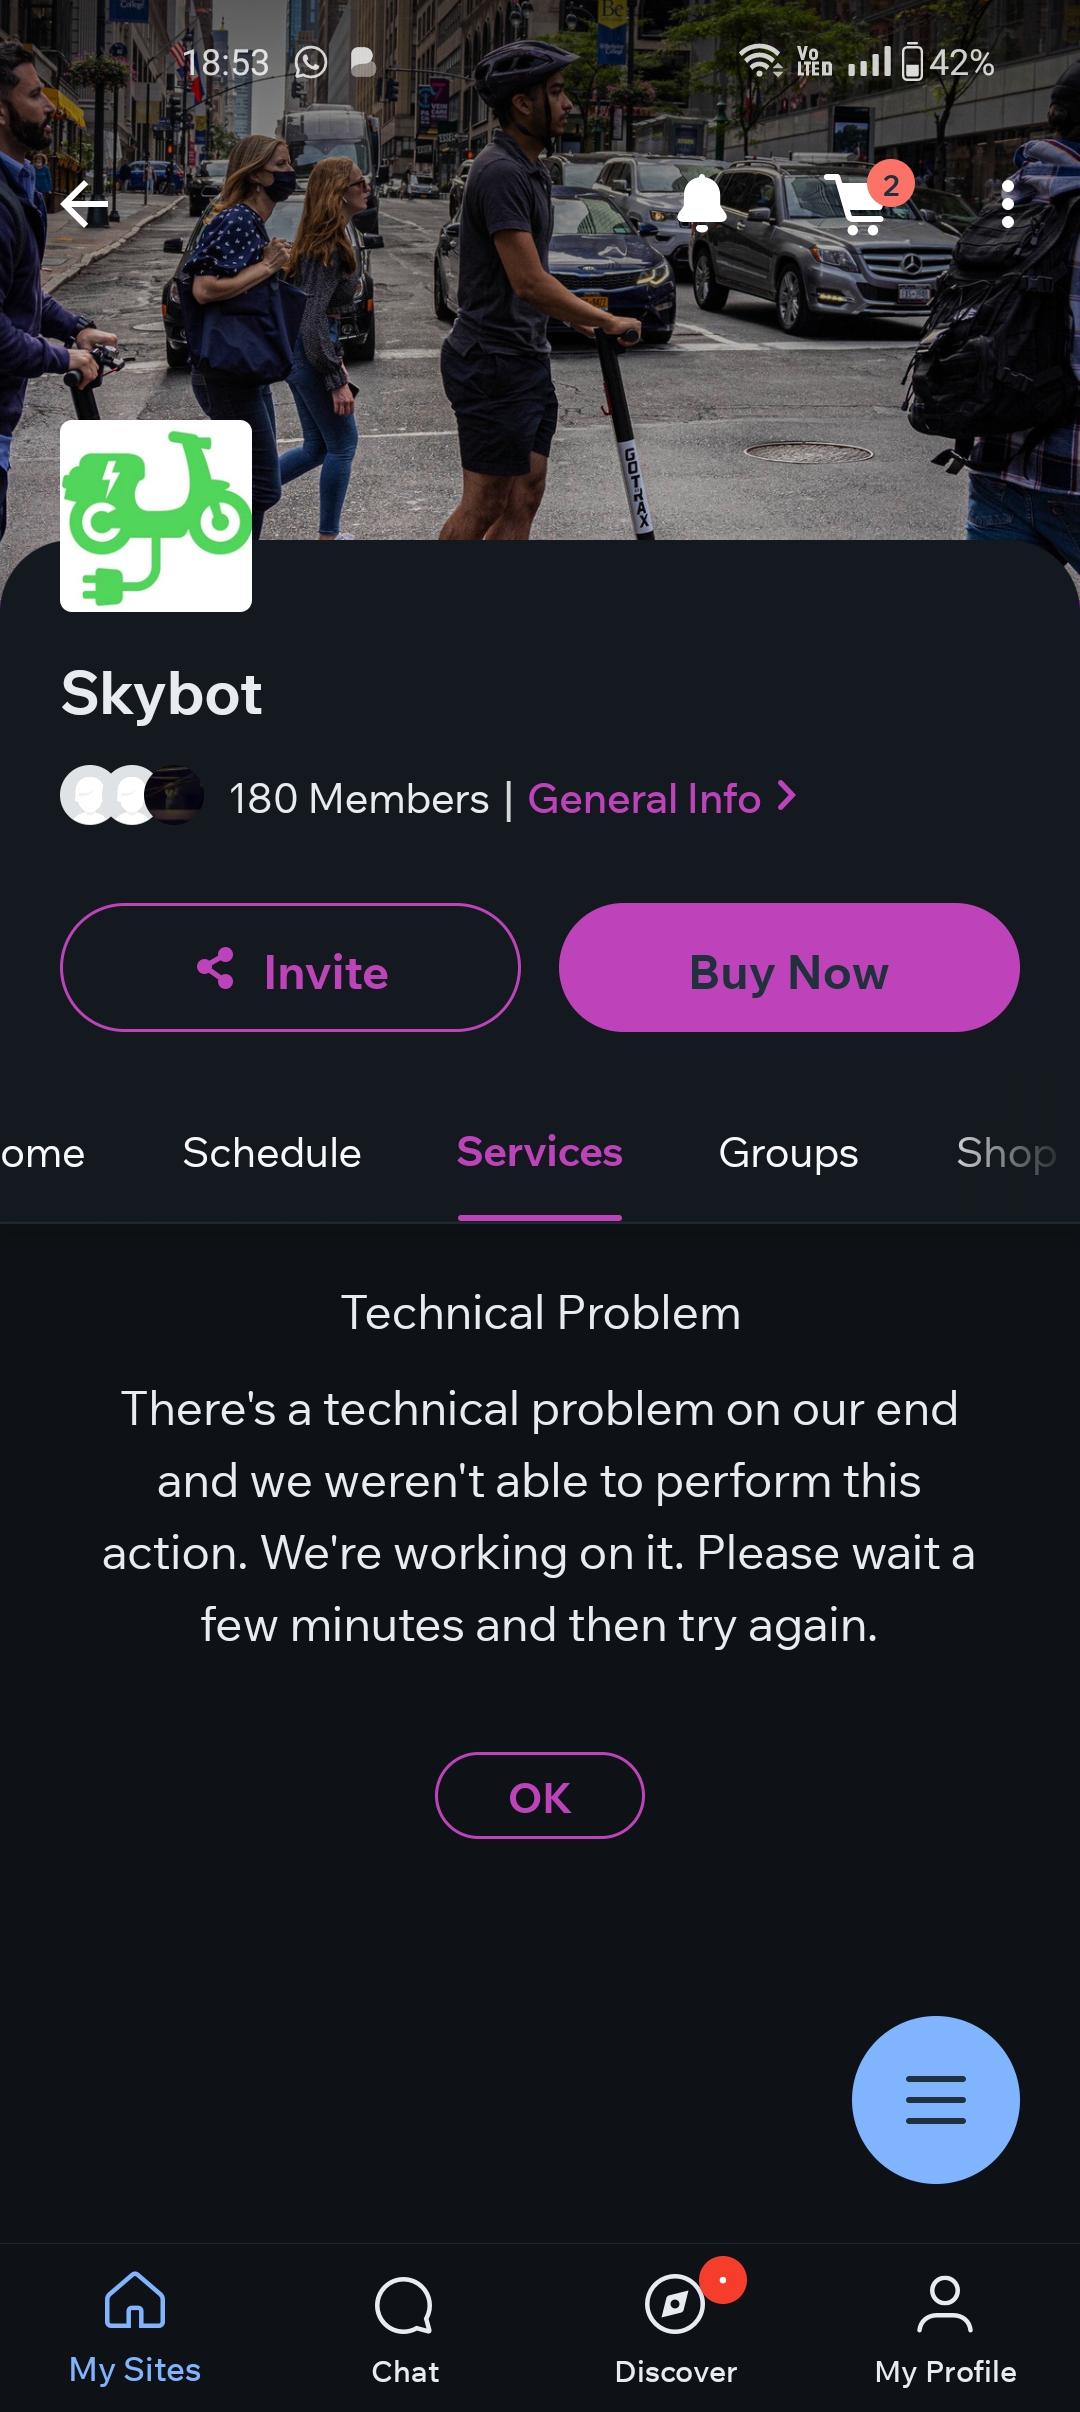 18:53
Vo
LTED
42%
2
GOTRAX
Skybot
180 Members | General Info
Invite
Buy Now
ome
Schedule
Services
Groups
Shop
Technical Problem
There's a technical problem on our end
and we weren't able to perform this
action. We're working on it. Please wait a
few minutes and then try again.
OK
My Sites
Chat
Discover
My Profile